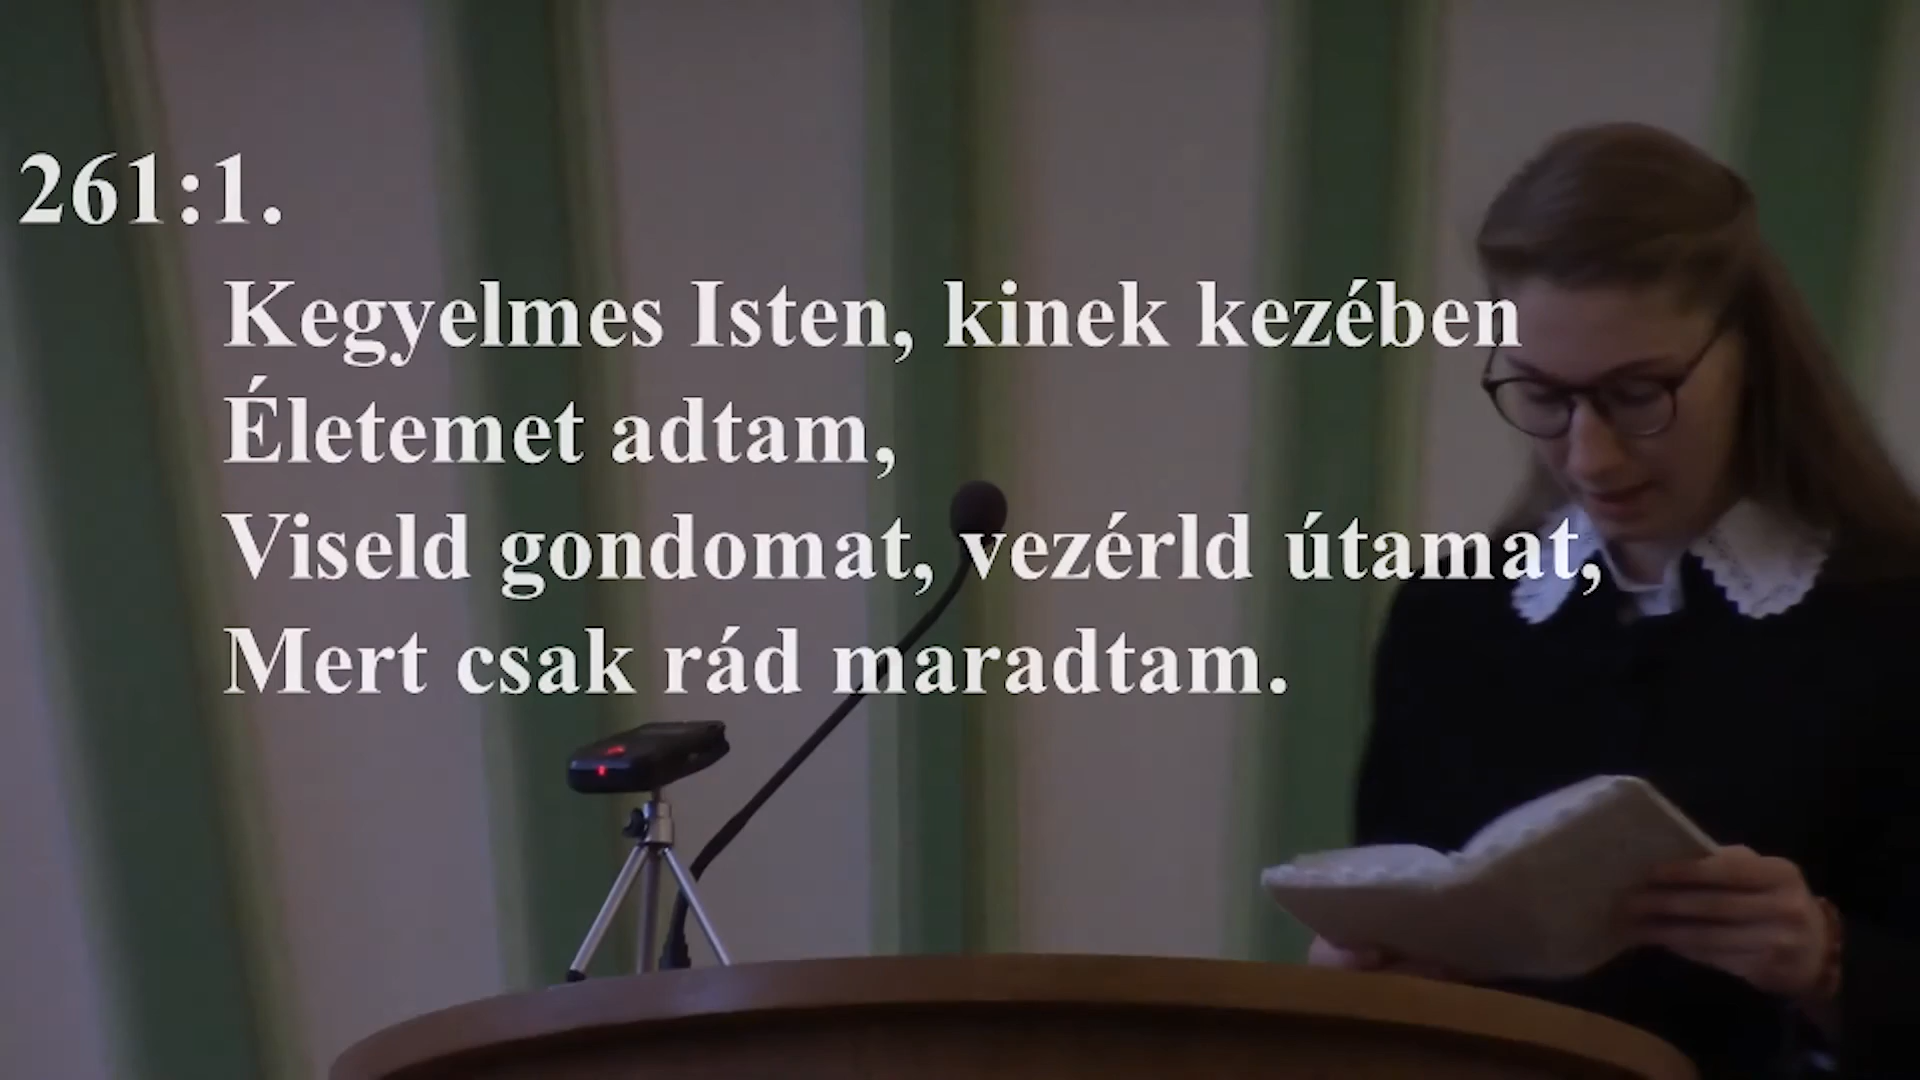 261:1.
Kegyelmes Isten, kinek kezében
Életemet adtam,
Viseld gondomat, vezérld útamat,
Mert csak rád maradtam.